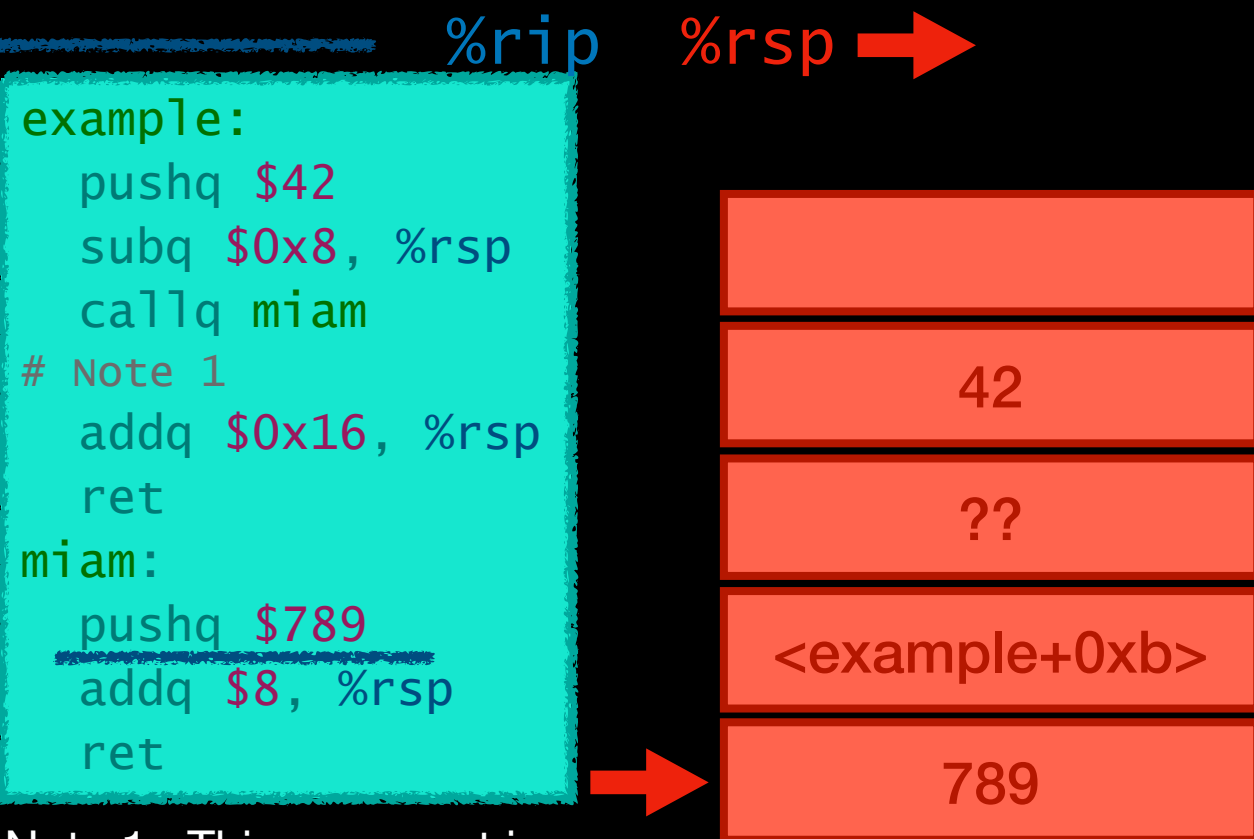 %rip %rsp
example:
pushq $42
subq $0x8, %rsp
callq miam
# Note 1
addq $0x16, %rsp
ret
miam:
pushq $789
addq $8, %rsp
ret
42
??
<example+0xb>
789